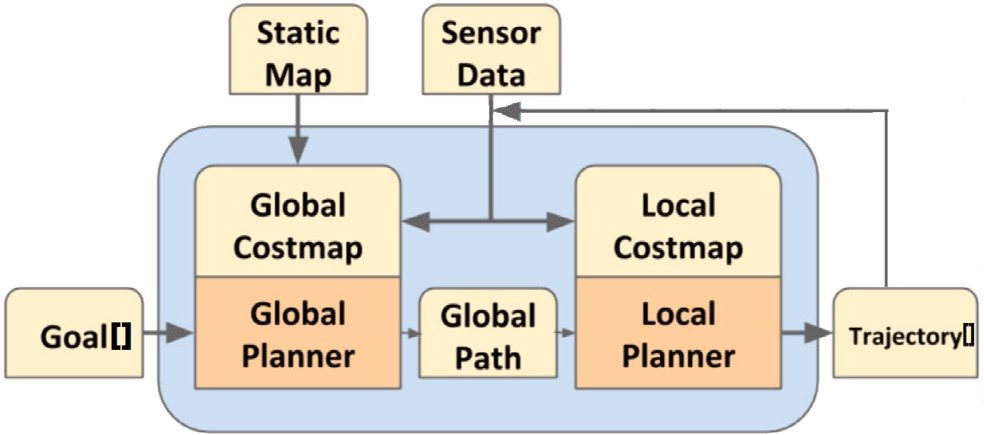 Static
Map
Sensor
Data
Global
Costmap
Local
Costmap
Goal[]
Global
Planner
Global
Path
Local
Planner
Trajectory[]